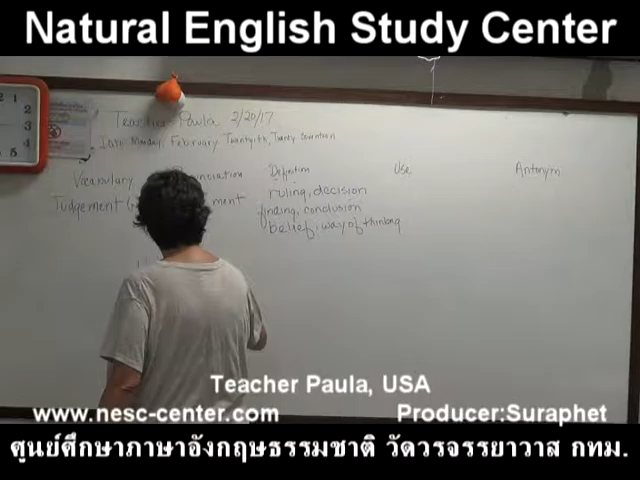 Natural English Study Center
Teacher Paula 2/20/17
Monday, February Twentyith, Twenty Seventeen
Vocabulary Definition Use Antonym
Judgement ment ruling, decision
finding, conclusion
belief, way of thinking
Teacher Paula, USA
www.nesc-center.com Producer:Suraphet
ศูนย์ศึกษาภาษาอังกฤษธรรมชาติ วัดวรจรรยาวาส กทม.